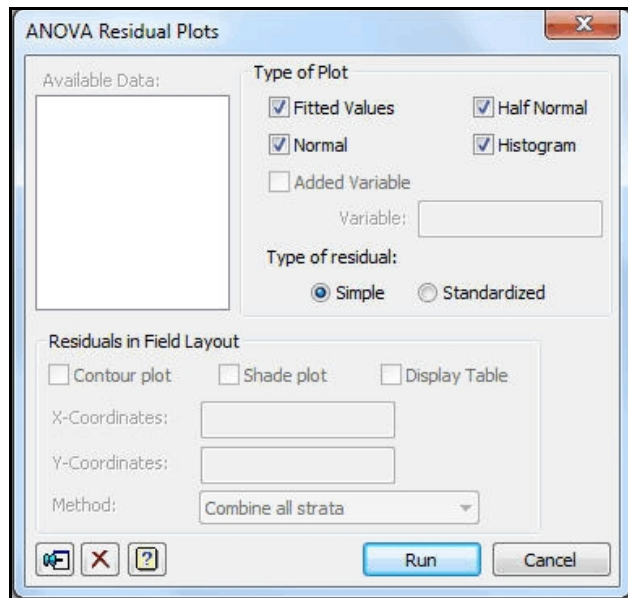 ANOVA Residual Plots
Available Data:
Type of Plot
Fitted Values
Half Normal
Normal
Histogram
Added Variable
Variable:
Type of residual:
Simple
Standardized
Residuals in Field Layout
Contour plot
Shade plot
Display Table
X-Coordinates:
Y-Coordinates:
Method:
Combine all strata
Run
Cancel